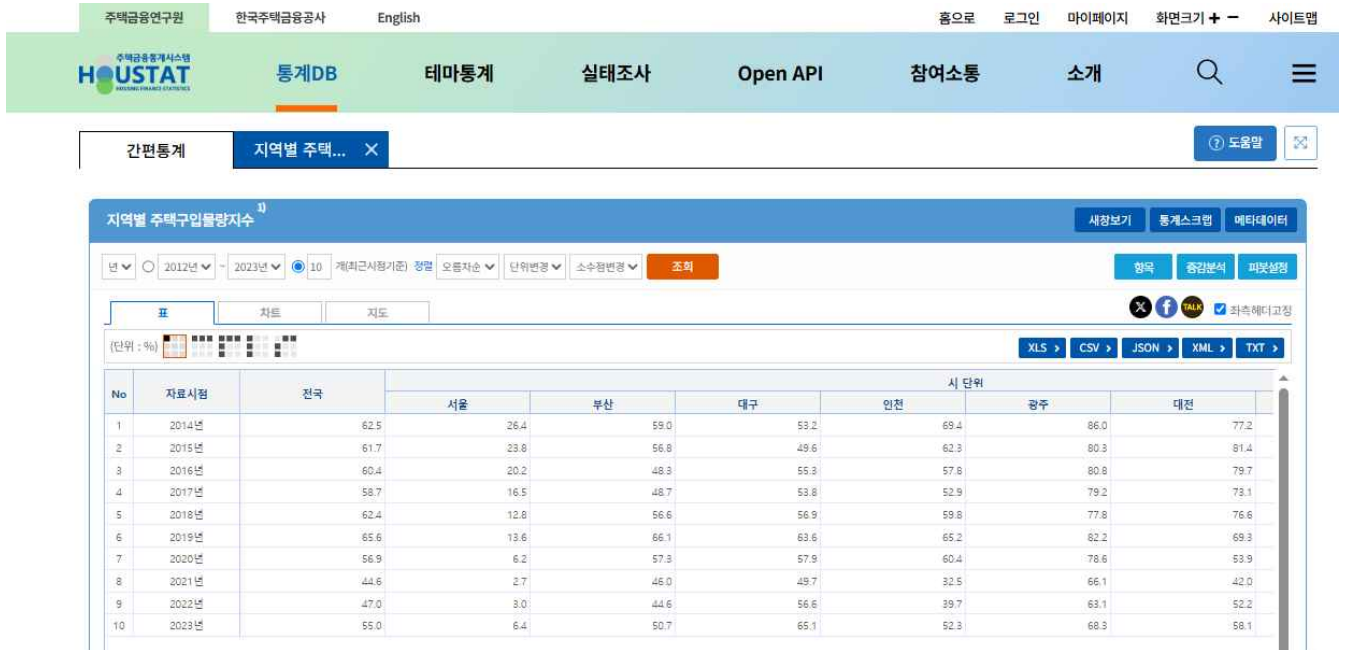 주택금융연구원 한국주택금융공사 English 홈으로 로그인 마이페이지 화면크기 + − 사이트맵
주택금융통계시스템
HOUSTAT
HOUSING FINANCE STATISTICS
통계DB 테마통계 실태조사 Open API 참여소통 소개
간편통계 지역별 주택... ×
? 도움말
지역별 주택구입물량지수 1) 새창보기 통계스크랩 메타데이터
년 2012년 ~ 2023년 10 개(최근시점기준) 정렬 오름차순 단위변경 소수점변경 조회 항목 증감분석 피봇설정
표 차트 지도 X f TALK 좌측헤더고정
(단위 : %) XLS > CSV > JSON > XML > TXT >
No 자료시점 전국 시 단위
서울 부산 대구 인천 광주 대전
1 2014년 62.5 26.4 59.0 53.2 69.4 86.0 77.2
2 2015년 61.7 23.8 56.8 49.6 62.3 80.3 81.4
3 2016년 60.4 20.2 48.3 55.3 57.8 80.8 79.7
4 2017년 58.7 16.5 48.7 53.8 52.9 79.2 73.1
5 2018년 62.4 12.8 56.6 56.9 59.8 77.8 76.6
6 2019년 65.6 13.6 66.1 63.6 65.2 82.2 69.3
7 2020년 56.9 6.2 57.3 57.9 60.4 78.6 53.9
8 2021년 44.6 2.7 46.0 49.7 32.5 66.1 42.0
9 2022년 47.0 3.0 44.6 56.6 39.7 63.1 52.2
10 2023년 55.0 6.4 50.7 65.1 52.3 68.3 58.1